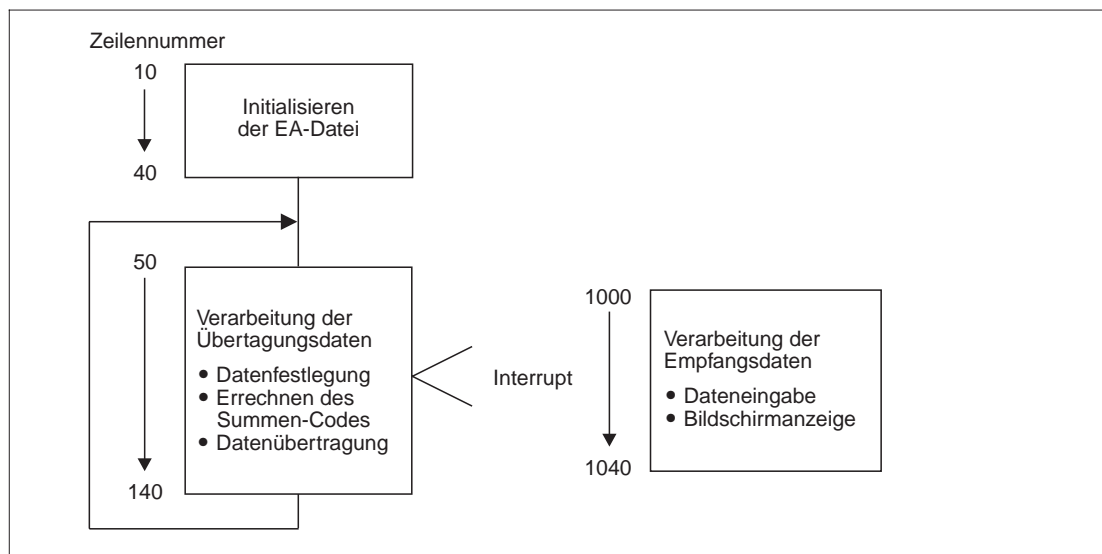 Zeilennummer
10
Initialisieren
der EA-Datei
40
50
Verarbeitung der
Übertagungsdaten
• Datenfestlegung
• Errechnen des
Summen-Codes
• Datenübertragung
140
Interrupt
1000
Verarbeitung der
Empfangsdaten
• Dateneingabe
• Bildschirmanzeige
1040